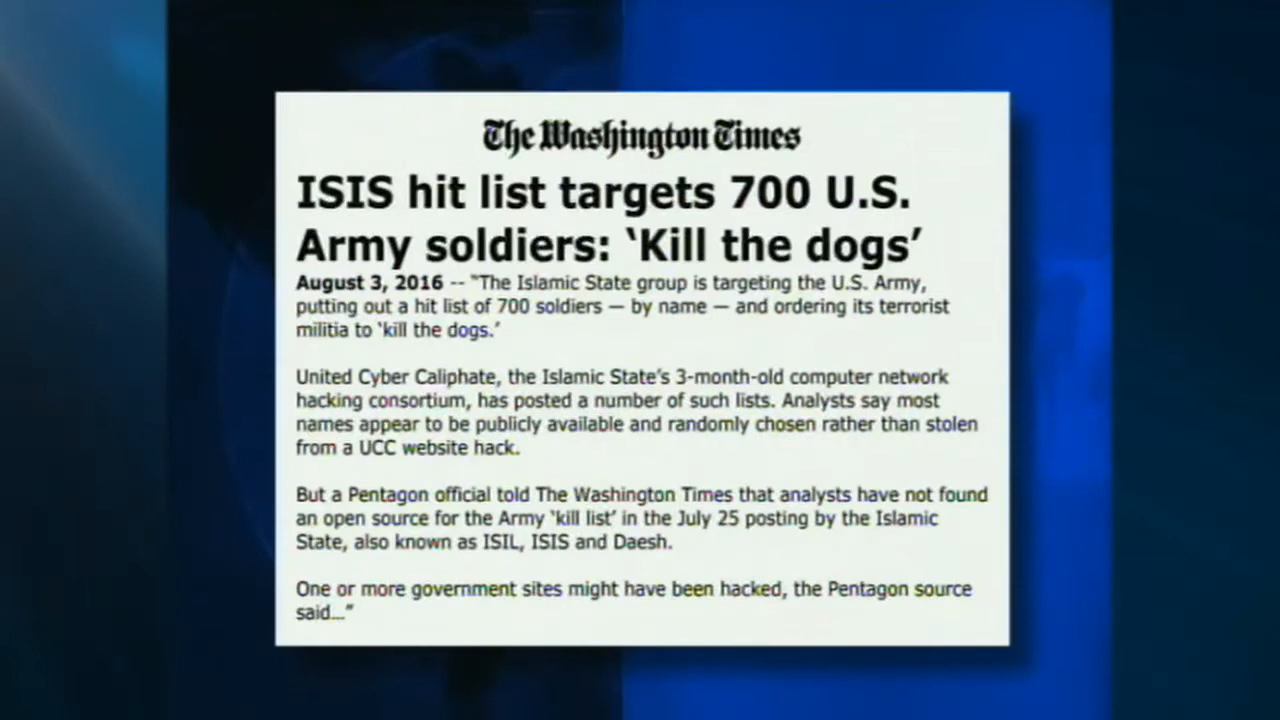 The Washington Times
ISIS hit list targets 700 U.S.
Army soldiers: ‘Kill the dogs’
August 3, 2016 -- “The Islamic State group is targeting the U.S. Army,
putting out a hit list of 700 soldiers — by name — and ordering its terrorist
militia to ‘kill the dogs.’
United Cyber Caliphate, the Islamic State’s 3-month-old computer network
hacking consortium, has posted a number of such lists. Analysts say most
names appear to be publicly available and randomly chosen rather than stolen
from a UCC website hack.
But a Pentagon official told The Washington Times that analysts have not found
an open source for the Army ‘kill list’ in the July 25 posting by the Islamic
State, also known as ISIL, ISIS and Daesh.
One or more government sites might have been hacked, the Pentagon source
said...”